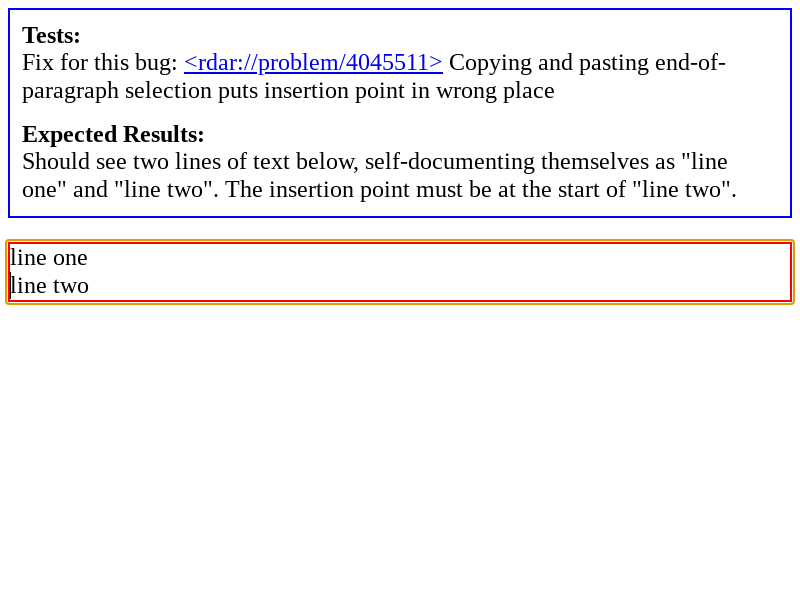 Tests:
Fix for this bug: <rdar://problem/4045511> Copying and pasting end-of-
paragraph selection puts insertion point in wrong place
Expected Results:
Should see two lines of text below, self-documenting themselves as "line
one" and "line two". The insertion point must be at the start of "line two".
line one
line two